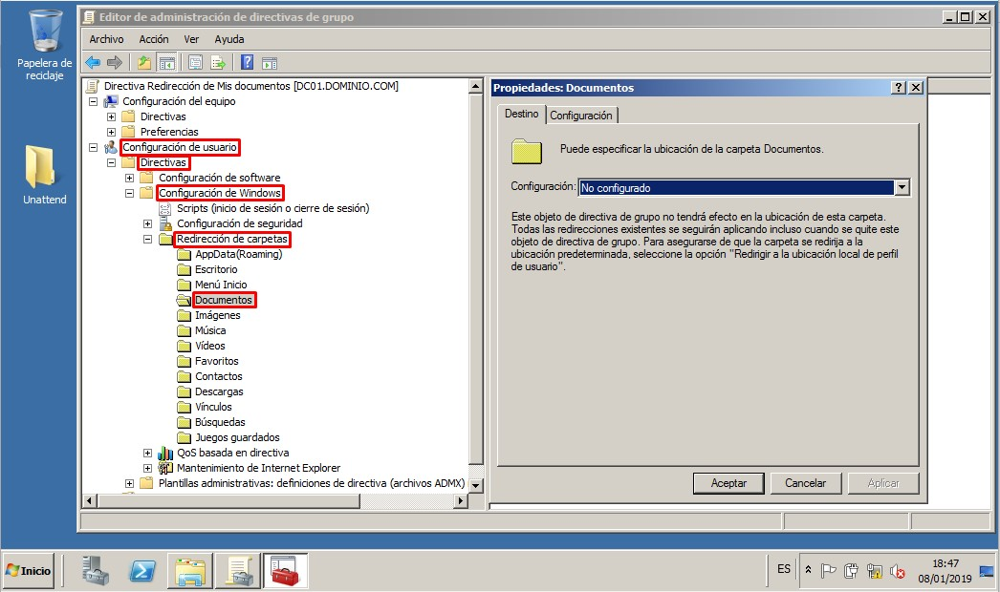 Editor de administración de directivas de grupo
Archivo Acción Ver Ayuda
Papelera de
reciclaje
Unattend
Directiva Redirección de Mis documentos [DC01.DOMINIO.COM]
Configuración del equipo
Directivas
Preferencias
Configuración de usuario
Directivas
Configuración de software
Configuración de Windows
Scripts (inicio de sesión o cierre de sesión)
Configuración de seguridad
Redirección de carpetas
AppData(Roaming)
Escritorio
Menú Inicio
Documentos
Imágenes
Música
Vídeos
Favoritos
Contactos
Descargas
Vínculos
Búsquedas
Juegos guardados
QoS basada en directiva
Mantenimiento de Internet Explorer
Plantillas administrativas: definiciones de directiva (archivos ADMX)
Propiedades: Documentos
Destino Configuración
Puede especificar la ubicación de la carpeta Documentos.
Configuración: No configurado
Este objeto de directiva de grupo no tendrá efecto en la ubicación de esta carpeta.
Todas las redirecciones existentes se seguirán aplicando incluso cuando se quite este
objeto de directiva de grupo. Para asegurarse de que la carpeta se redirija a la
ubicación predeterminada, seleccione la opción "Redirigir a la ubicación local de perfil
de usuario".
Aceptar Cancelar Aplicar
Inicio
ES
18:47
08/01/2019